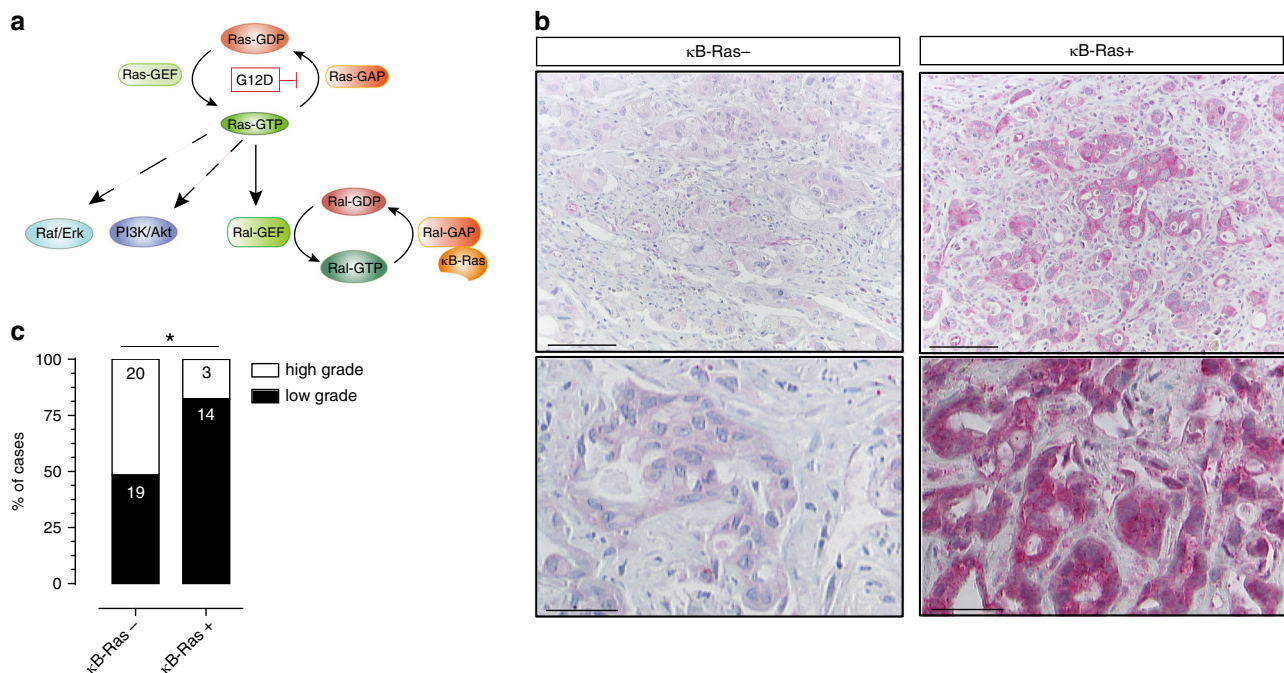 a
Ras-GDP
Ras-GEF
G12D
Ras-GAP
Ras-GTP
Raf/Erk
PI3K/Akt
Ral-GEF
Ral-GDP
Ral-GAP
κB-Ras
Ral-GTP
b
κB-Ras–
κB-Ras+
c
*
% of cases
100
75
50
25
0
20
19
3
14
high grade
low grade
κB-Ras –
κB-Ras +